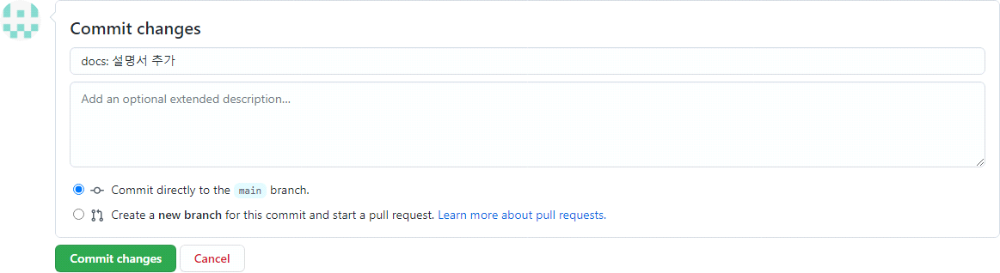 Commit changes
docs: 설명서 추가
Add an optional extended description...
Commit directly to the main branch.
Create a new branch for this commit and start a pull request. Learn more about pull requests.
Commit changes Cancel